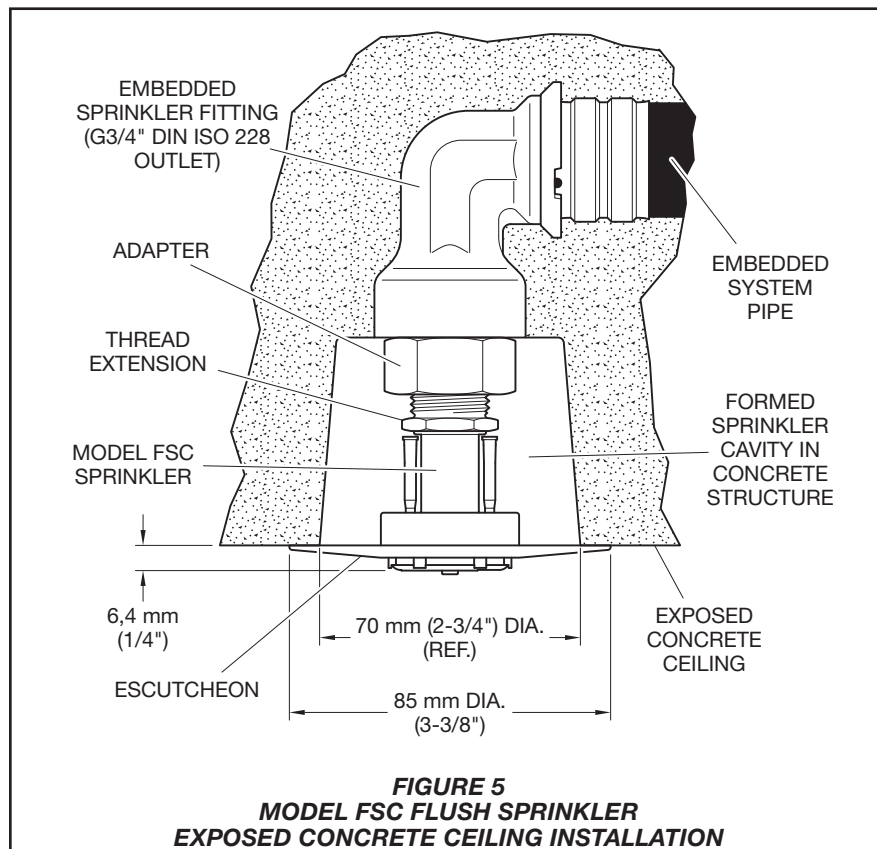 EMBEDDED
SPRINKLER FITTING
(G3/4" DIN ISO 228
OUTLET)
ADAPTER
THREAD
EXTENSION
MODEL FSC
SPRINKLER
6,4 mm
(1/4")
ESCUTCHEON
70 mm (2-3/4") DIA.
(REF.)
85 mm DIA.
(3-3/8")
EMBEDDED
SYSTEM
PIPE
FORMED
SPRINKLER
CAVITY IN
CONCRETE
STRUCTURE
EXPOSED
CONCRETE
CEILING
FIGURE 5
MODEL FSC FLUSH SPRINKLER
EXPOSED CONCRETE CEILING INSTALLATION